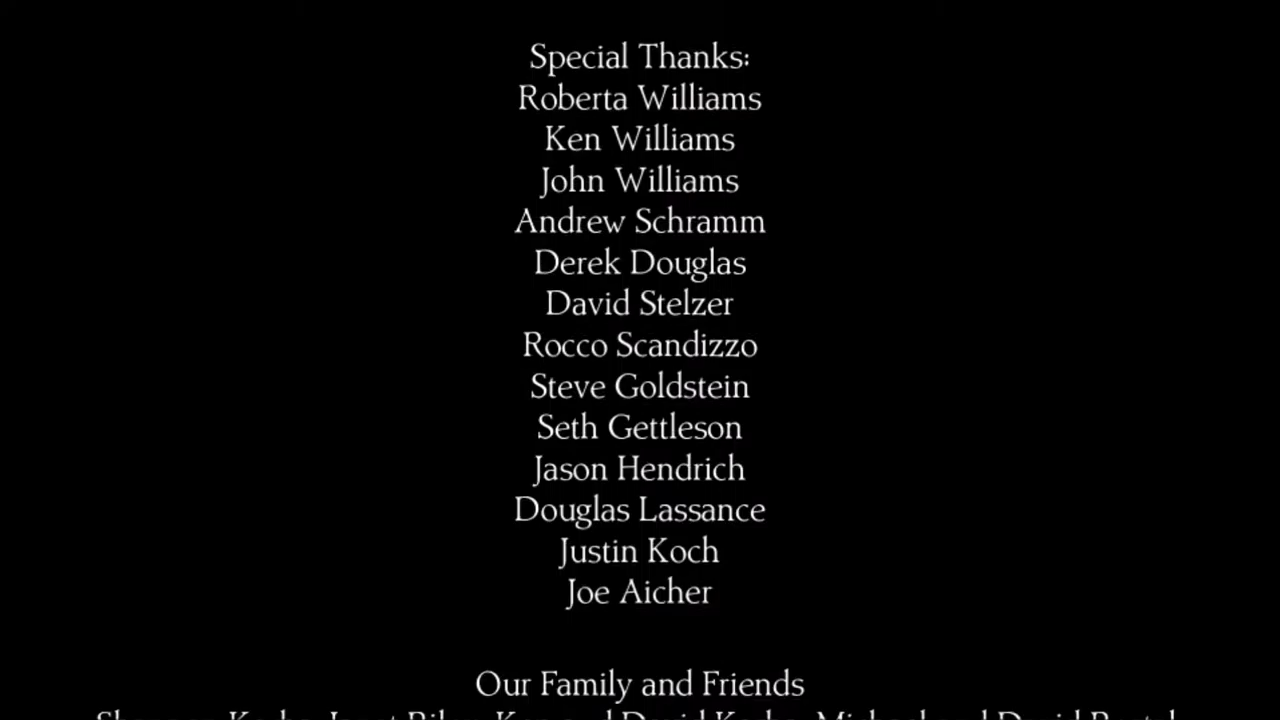 Special Thanks:
Roberta Williams
Ken Williams
John Williams
Andrew Schramm
Derek Douglas
David Stelzer
Rocco Scandizzo
Steve Goldstein
Seth Gettleson
Jason Hendrich
Douglas Lassance
Justin Koch
Joe Aicher
Our Family and Friends